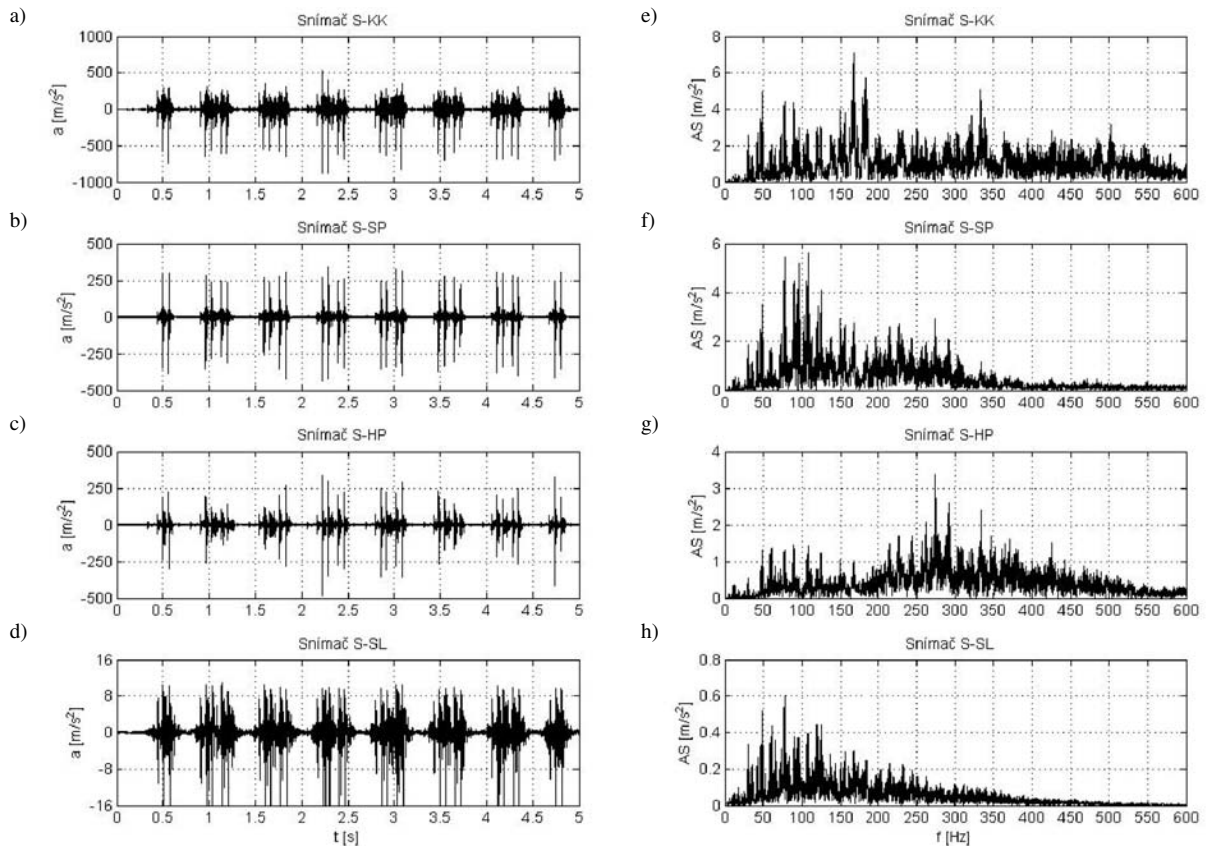 a)
Snímač S-KK
a [m/s²]
1000
500
0
-500
-1000
0 0.5 1 1.5 2 2.5 3 3.5 4 4.5 5
e)
Snímač S-KK
AS [m/s²]
8
6
4
2
0
0 50 100 150 200 250 300 350 400 450 500 550 600
b)
Snímač S-SP
a [m/s²]
500
250
0
-250
-500
0 0.5 1 1.5 2 2.5 3 3.5 4 4.5 5
f)
Snímač S-SP
AS [m/s²]
6
4
2
0
0 50 100 150 200 250 300 350 400 450 500 550 600
c)
Snímač S-HP
a [m/s²]
500
250
0
-250
-500
0 0.5 1 1.5 2 2.5 3 3.5 4 4.5 5
g)
Snímač S-HP
AS [m/s²]
4
3
2
1
0
0 50 100 150 200 250 300 350 400 450 500 550 600
d)
Snímač S-SL
a [m/s²]
16
8
0
-8
-16
0 0.5 1 1.5 2 2.5 3 3.5 4 4.5 5
t [s]
h)
Snímač S-SL
AS [m/s²]
0.8
0.6
0.4
0.2
0
0 50 100 150 200 250 300 350 400 450 500 550 600
f [Hz]